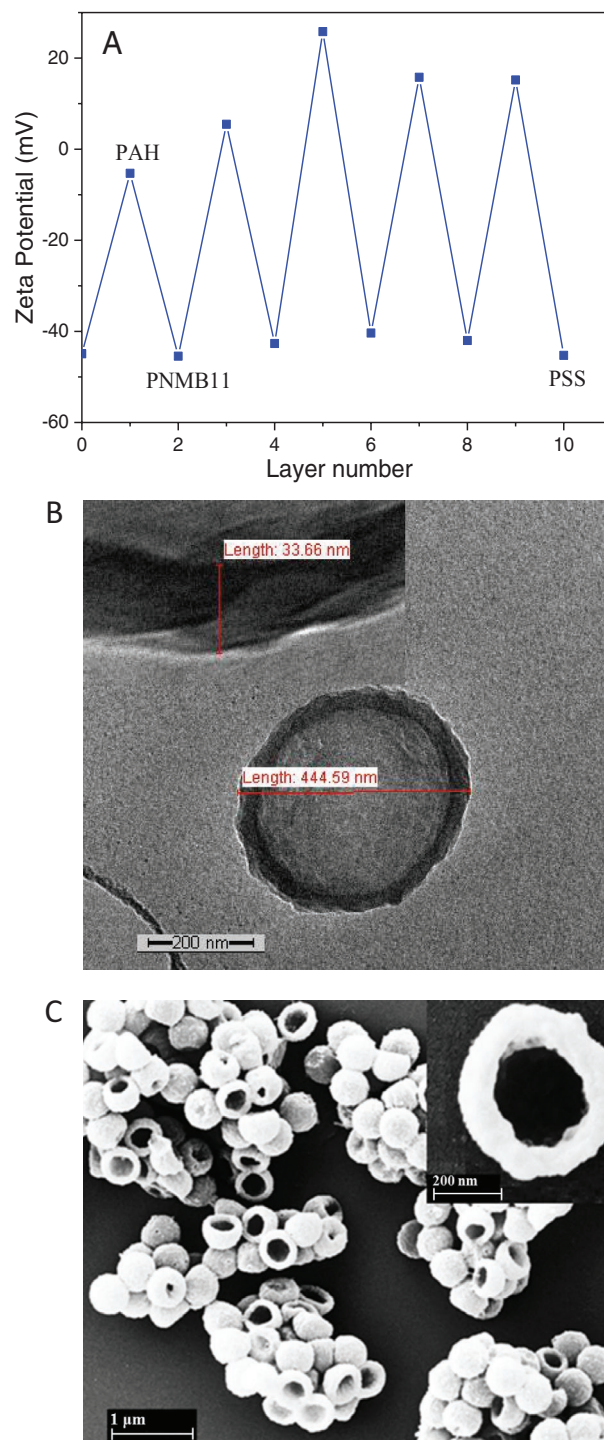 A
20
0
-20
-40
-60
Zeta Potential (mV)
PAH
PNMB11
PSS
0 2 4 6 8 10
Layer number
B
Length: 33.66 nm
Length: 444.59 nm
200 nm
C
200 nm
1 μm